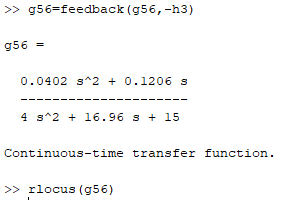 >> g56=feedback(g56,-h3)
g56 =
0.0402 s^2 + 0.1206 s
---------------------
4 s^2 + 16.96 s + 15
Continuous-time transfer function.
>> rlocus(g56)